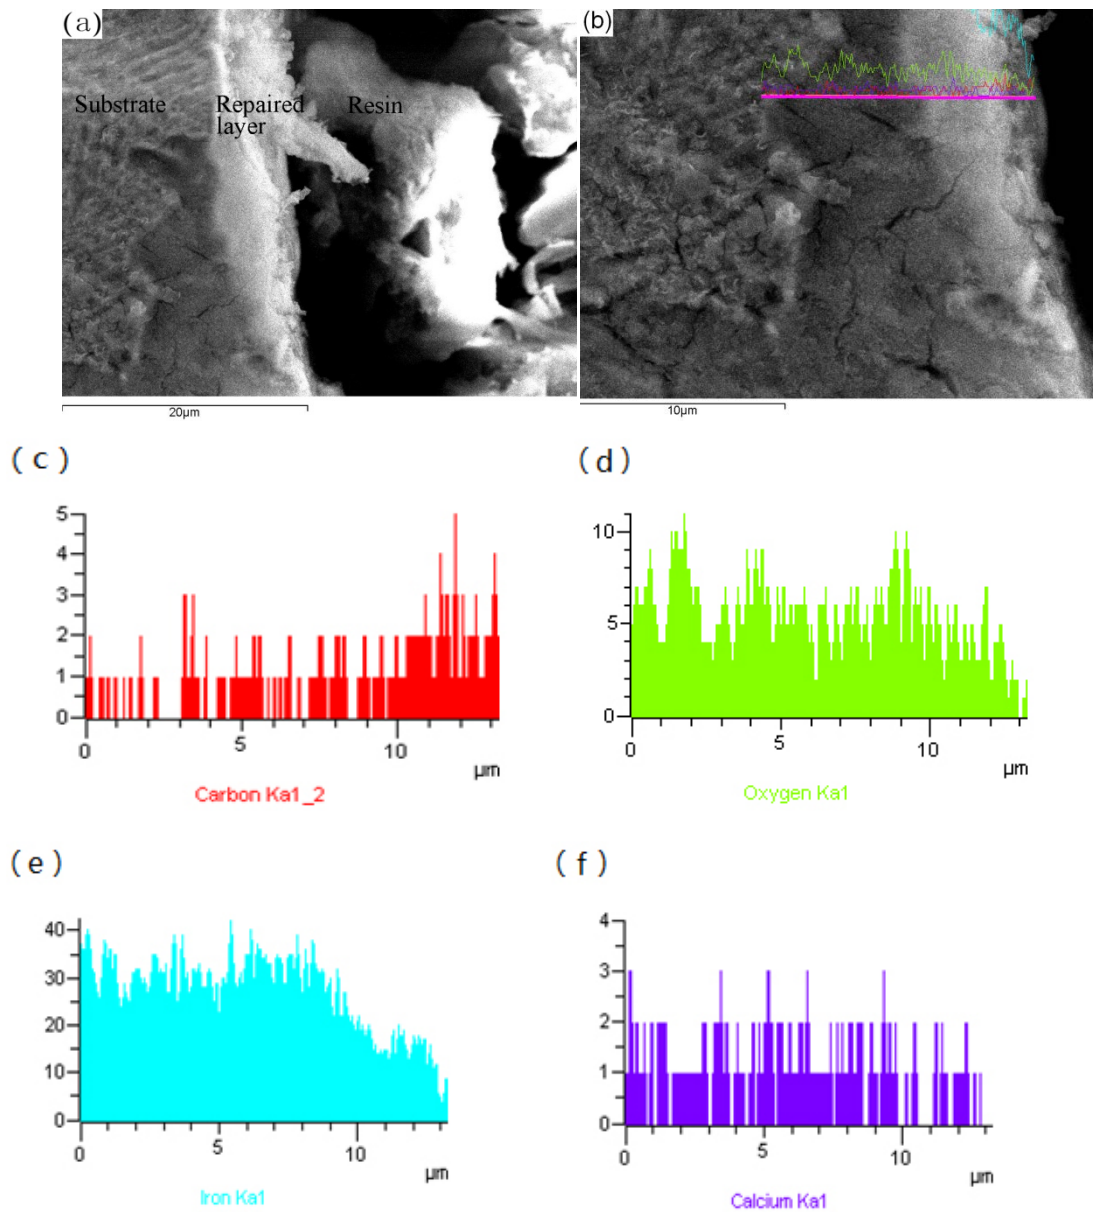 (a)
Substrate Repaired layer Resin
20µm
(b)
10µm
(c)
5
4
3
2
1
0
0 5 10
µm
Carbon Ka1_2
(d)
10
5
0
0 5 10
µm
Oxygen Ka1
(e)
40
30
20
10
0
0 5 10
µm
Iron Ka1
(f)
4
3
2
1
0
0 5 10
µm
Calcium Ka1